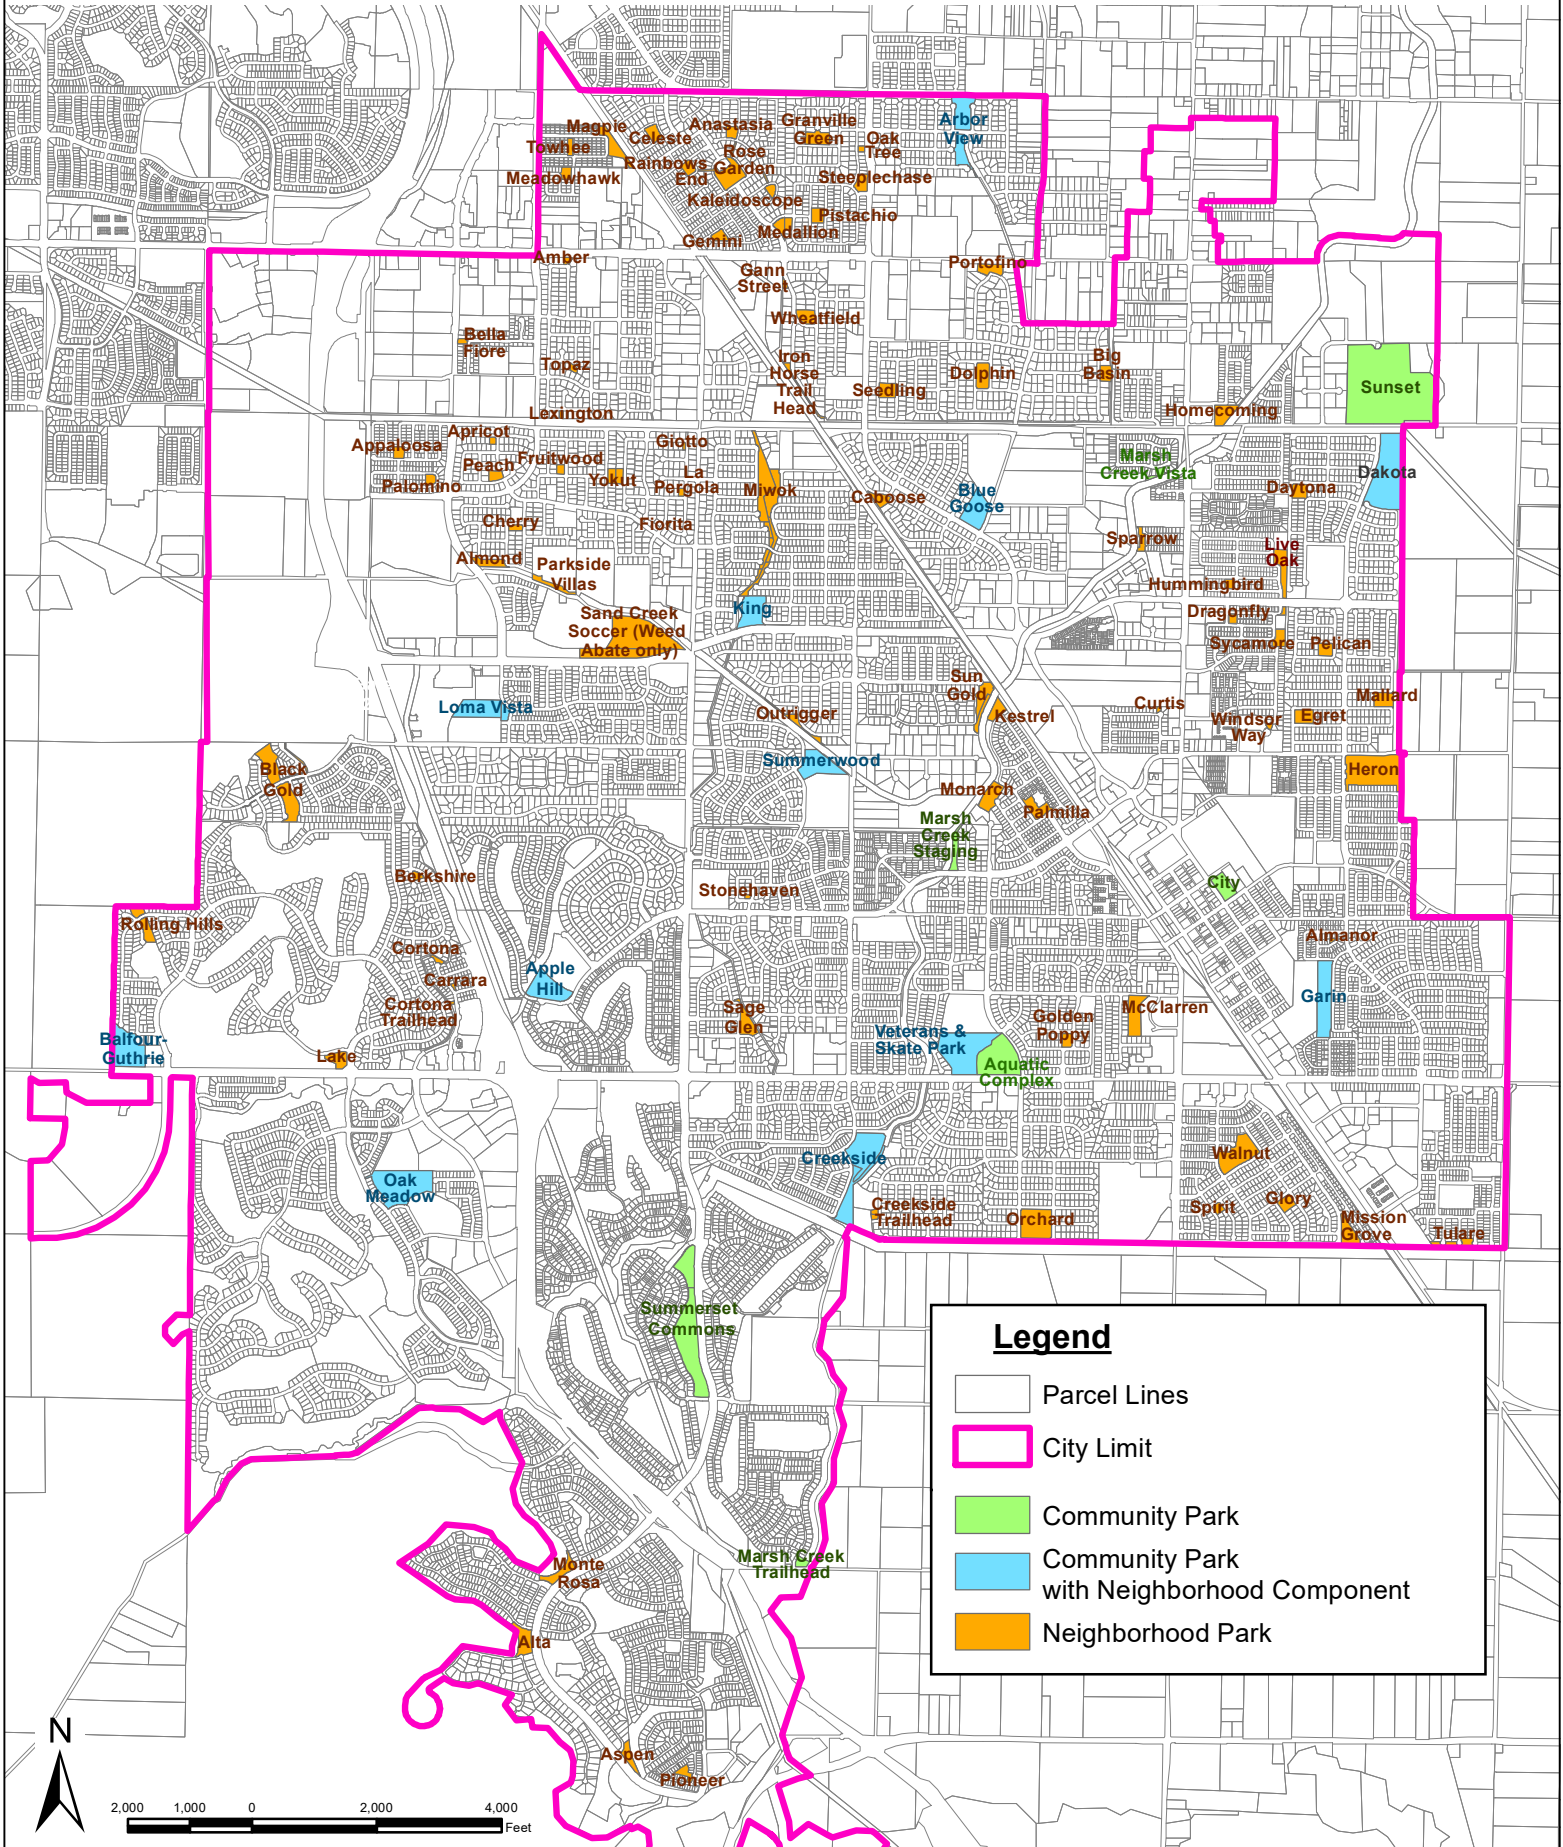 Magpie
Towhee
Meadowhawk
Celeste
Anastasia
Rainbows
End
Rose
Garden
Granville
Green
Oak
Tree
Steeplechase
Kaleidoscope
Pistachio
Medallion
Gemini
Arbor
View
Amber
Gann
Street
Portofino
Wheatfield
Bella
Fiore
Topaz
Iron
Horse
Trail
Head
Seedling
Dolphin
Big
Basin
Sunset
Lexington
Homecoming
Appaloosa
Apricot
Peach
Fruitwood
Palomino
Yokut
Giotto
La
Pergola
Miwok
Caboose
Blue
Goose
Marsh
Creek Vista
Daytona
Dakota
Cherry
Fiorita
Sparrow
Almond
Parkside
Villas
Live
Oak
Hummingbird
Sand Creek
Soccer (Weed
Abate only)
King
Dragonfly
Sycamore
Pelican
Loma Vista
Outrigger
Sun
Gold
Kestrel
Curtis
Windsor
Way
Egret
Mallard
Black
Gold
Summerwood
Monarch
Palmilla
Heron
Marsh
Creek
Staging
Berkshire
Stonehaven
City
Rolling Hills
Cortona
Carrara
Cortona
Trailhead
Apple
Hill
Almanor
Garin
Sage
Glen
Golden
Poppy
McClarren
Balfour-
Guthrie
Lake
Veterans &
Skate Park
Aquatic
Complex
Oak
Meadow
Creekside
Walnut
Creekside
Trailhead
Orchard
Spirit
Glory
Mission
Grove
Tulare
Summerset
Commons
Marsh Creek
Trailhead
Monte
Rosa
Alta
Aspen
Pioneer
Legend
Parcel Lines
City Limit
Community Park
Community Park
with Neighborhood Component
Neighborhood Park
N
2,000 1,000 0 2,000 4,000
Feet